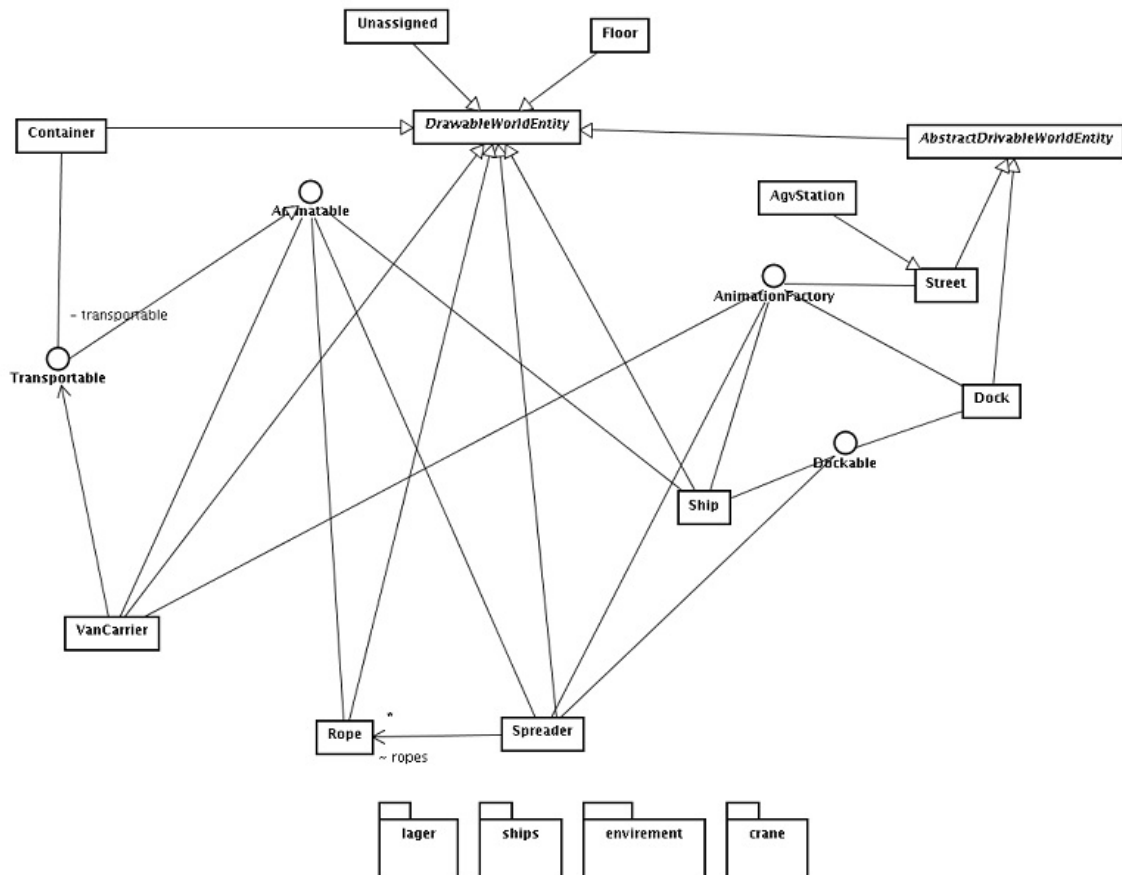 Unassigned
Floor
Container
DrawableWorldEntity
AbstractDrivableWorldEntity
Animatable
AgvStation
AnimationFactory
Street
- transportable
Transportable
Dock
Dockable
Ship
VanCarrier
*
Rope
Spreader
~ ropes
lager
ships
envirement
crane